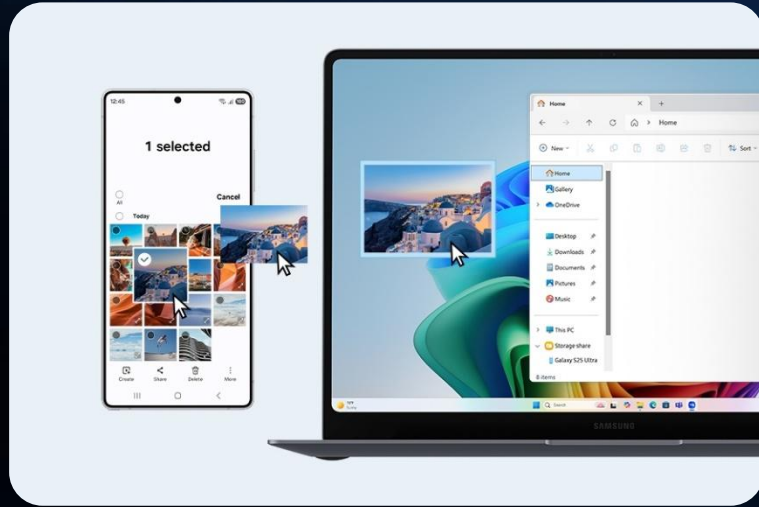 12:45
1 selected
All
Cancel
Today
Create
Share
Delete
More
Home
Home
New
Sort
Home
Gallery
OneDrive
Desktop
Downloads
Documents
Pictures
Music
This PC
Storage share
Galaxy S25 Ultra
6 items
Sunny
Search
SAMSUNG